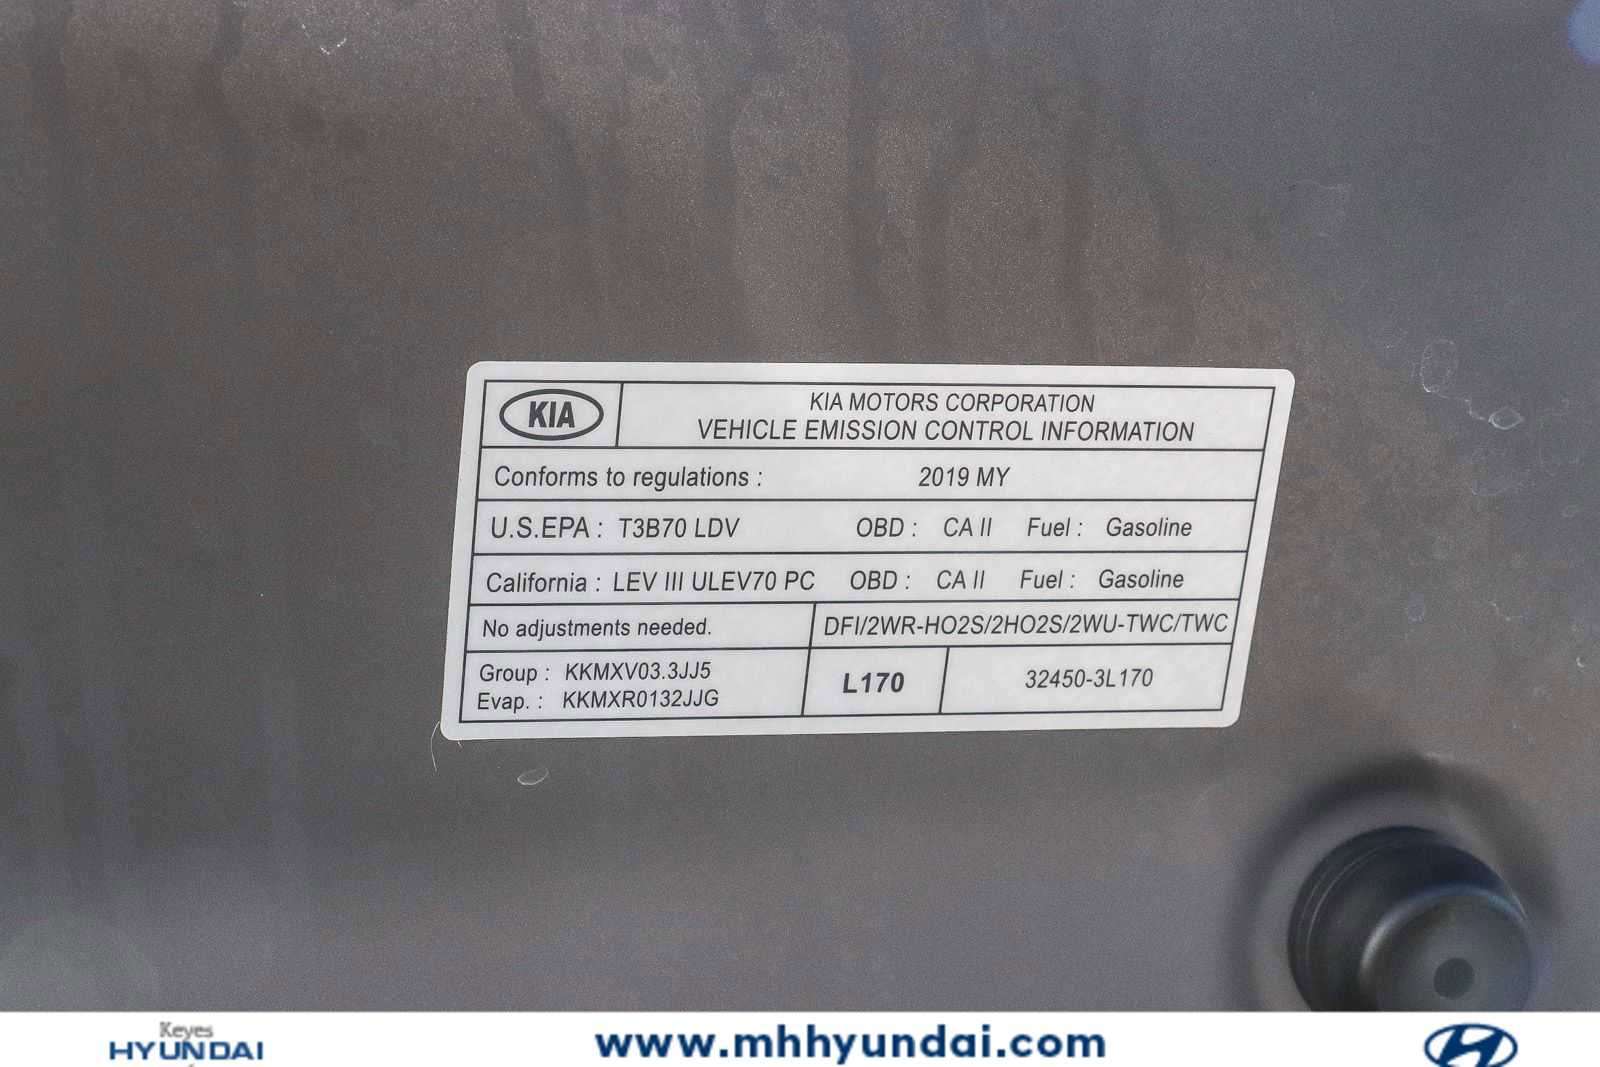 KIA
KIA MOTORS CORPORATION
VEHICLE EMISSION CONTROL INFORMATION
Conforms to regulations : 2019 MY
U.S.EPA : T3B70 LDV OBD : CA II Fuel : Gasoline
California : LEV III ULEV70 PC OBD : CA II Fuel : Gasoline
No adjustments needed. DFI/2WR-HO2S/2HO2S/2WU-TWC/TWC
Group : KKMXV03.3JJ5
Evap. : KKMXR0132JJG
L170
32450-3L170
Keyes
HYUNDAI
www.mhhyundai.com